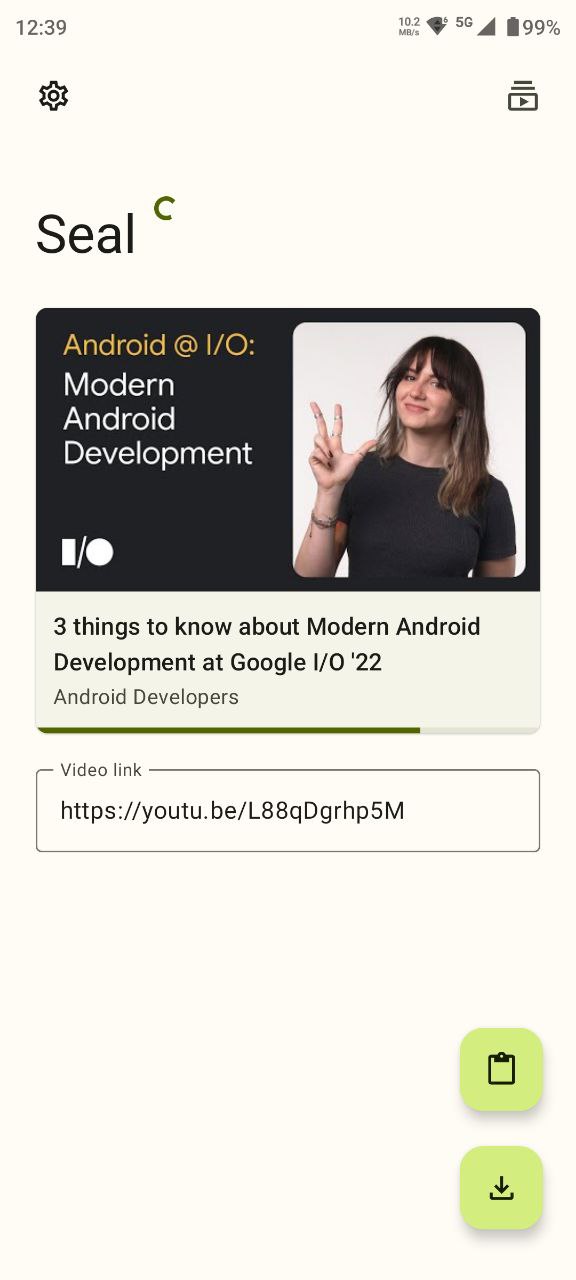 12:39
10.2
MB/s
6
5G
99%
Seal
Android @ I/O:
Modern
Android
Development
I/O
3 things to know about Modern Android
Development at Google I/O '22
Android Developers
Video link
https://youtu.be/L88qDgrhp5M